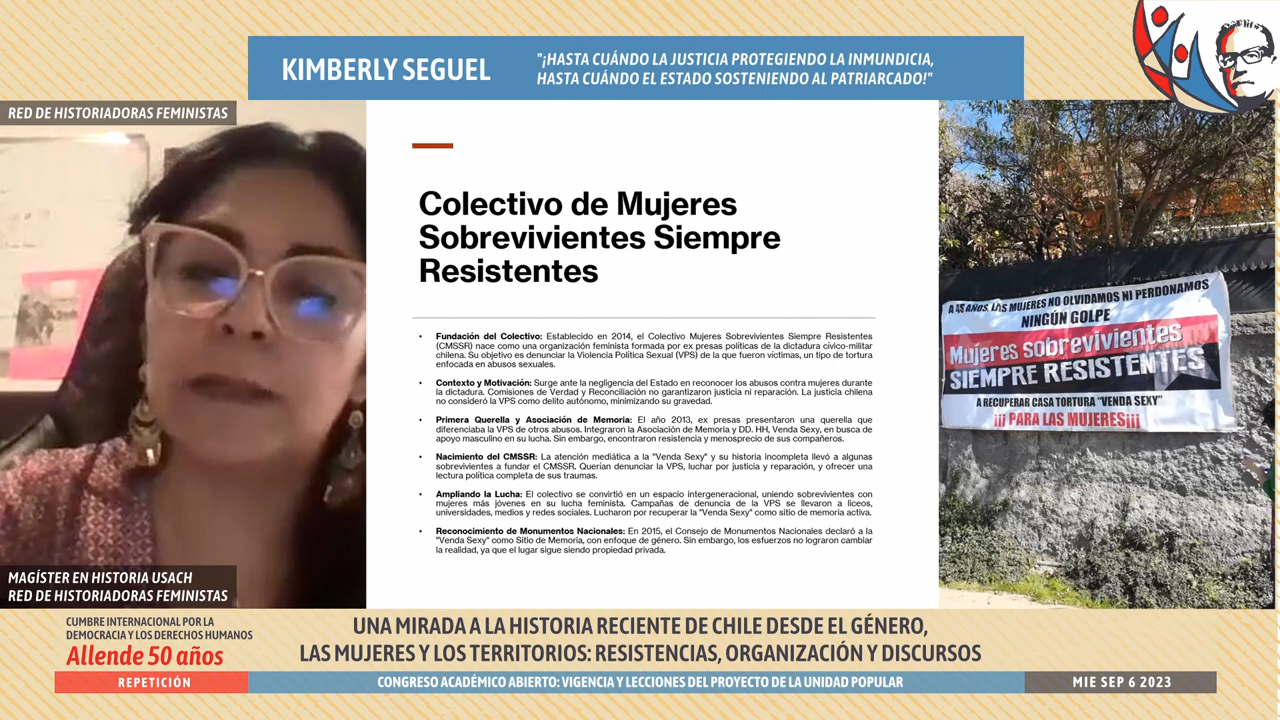 KIMBERLY SEGUEL
"¡HASTA CUÁNDO LA JUSTICIA PROTEGIENDO LA INMUNDICIA,
HASTA CUÁNDO EL ESTADO SOSTENIENDO AL PATRIARCADO!"
RED DE HISTORIADORAS FEMINISTAS
Colectivo de Mujeres
Sobrevivientes Siempre
Resistentes
• Fundación del Colectivo: Establecido en 2014, el Colectivo Mujeres Sobrevivientes Siempre Resistentes
(CMSSR) nace como una organización feminista formada por ex presas políticas de la dictadura cívico-militar
chilena. Su objetivo es denunciar la Violencia Política Sexual (VPS) de la que fueron víctimas, un tipo de tortura
enfocada en abusos sexuales.
• Contexto y Motivación: Surge ante la negligencia del Estado en reconocer los abusos contra mujeres durante
la dictadura. Comisiones de Verdad y Reconciliación no garantizaron justicia ni reparación. La justicia chilena
no consideró la VPS como delito autónomo, minimizando su gravedad.
• Primera Querella y Asociación de Memoria: El año 2013, ex presas presentaron una querella que
diferenciaba la VPS de otros abusos. Integraron la Asociación de Memoria y DD. HH, Venda Sexy, en busca de
apoyo masculino en su lucha. Sin embargo, encontraron resistencia y menosprecio de sus compañeros.
• Nacimiento del CMSSR: La atención mediática a la "Venda Sexy" y su historia incompleta llevó a algunas
sobrevivientes a fundar el CMSSR. Querían denunciar la VPS, luchar por justicia y reparación, y ofrecer una
lectura política completa de sus traumas.
• Ampliando la Lucha: El colectivo se convirtió en un espacio intergeneracional, uniendo sobrevivientes con
mujeres más jóvenes en su lucha feminista. Campañas de denuncia de la VPS se llevaron a liceos,
universidades, medios y redes sociales. Lucharon por recuperar la "Venda Sexy" como sitio de memoria activa.
• Reconocimiento de Monumentos Nacionales: En 2015, el Consejo de Monumentos Nacionales declaró a la
"Venda Sexy" como Sitio de Memoria, con enfoque de género. Sin embargo, los esfuerzos no lograron cambiar
la realidad, ya que el lugar sigue siendo propiedad privada.
A 45 AÑOS, LAS MUJERES NO OLVIDAMOS NI PERDONAMOS
NINGÚN GOLPE
Mujeres sobrevivientes
SIEMPRE RESISTENTES
A RECUPERAR CASA TORTURA "VENDA SEXY"
¡¡¡ PARA LAS MUJERES¡¡¡
MAGÍSTER EN HISTORIA USACH
RED DE HISTORIADORAS FEMINISTAS
CUMBRE INTERNACIONAL POR LA
DEMOCRACIA Y LOS DERECHOS HUMANOS
Allende 50 años
REPETICIÓN
UNA MIRADA A LA HISTORIA RECIENTE DE CHILE DESDE EL GÉNERO,
LAS MUJERES Y LOS TERRITORIOS: RESISTENCIAS, ORGANIZACIÓN Y DISCURSOS
CONGRESO ACADÉMICO ABIERTO: VIGENCIA Y LECCIONES DEL PROYECTO DE LA UNIDAD POPULAR
MIE SEP 6 2023